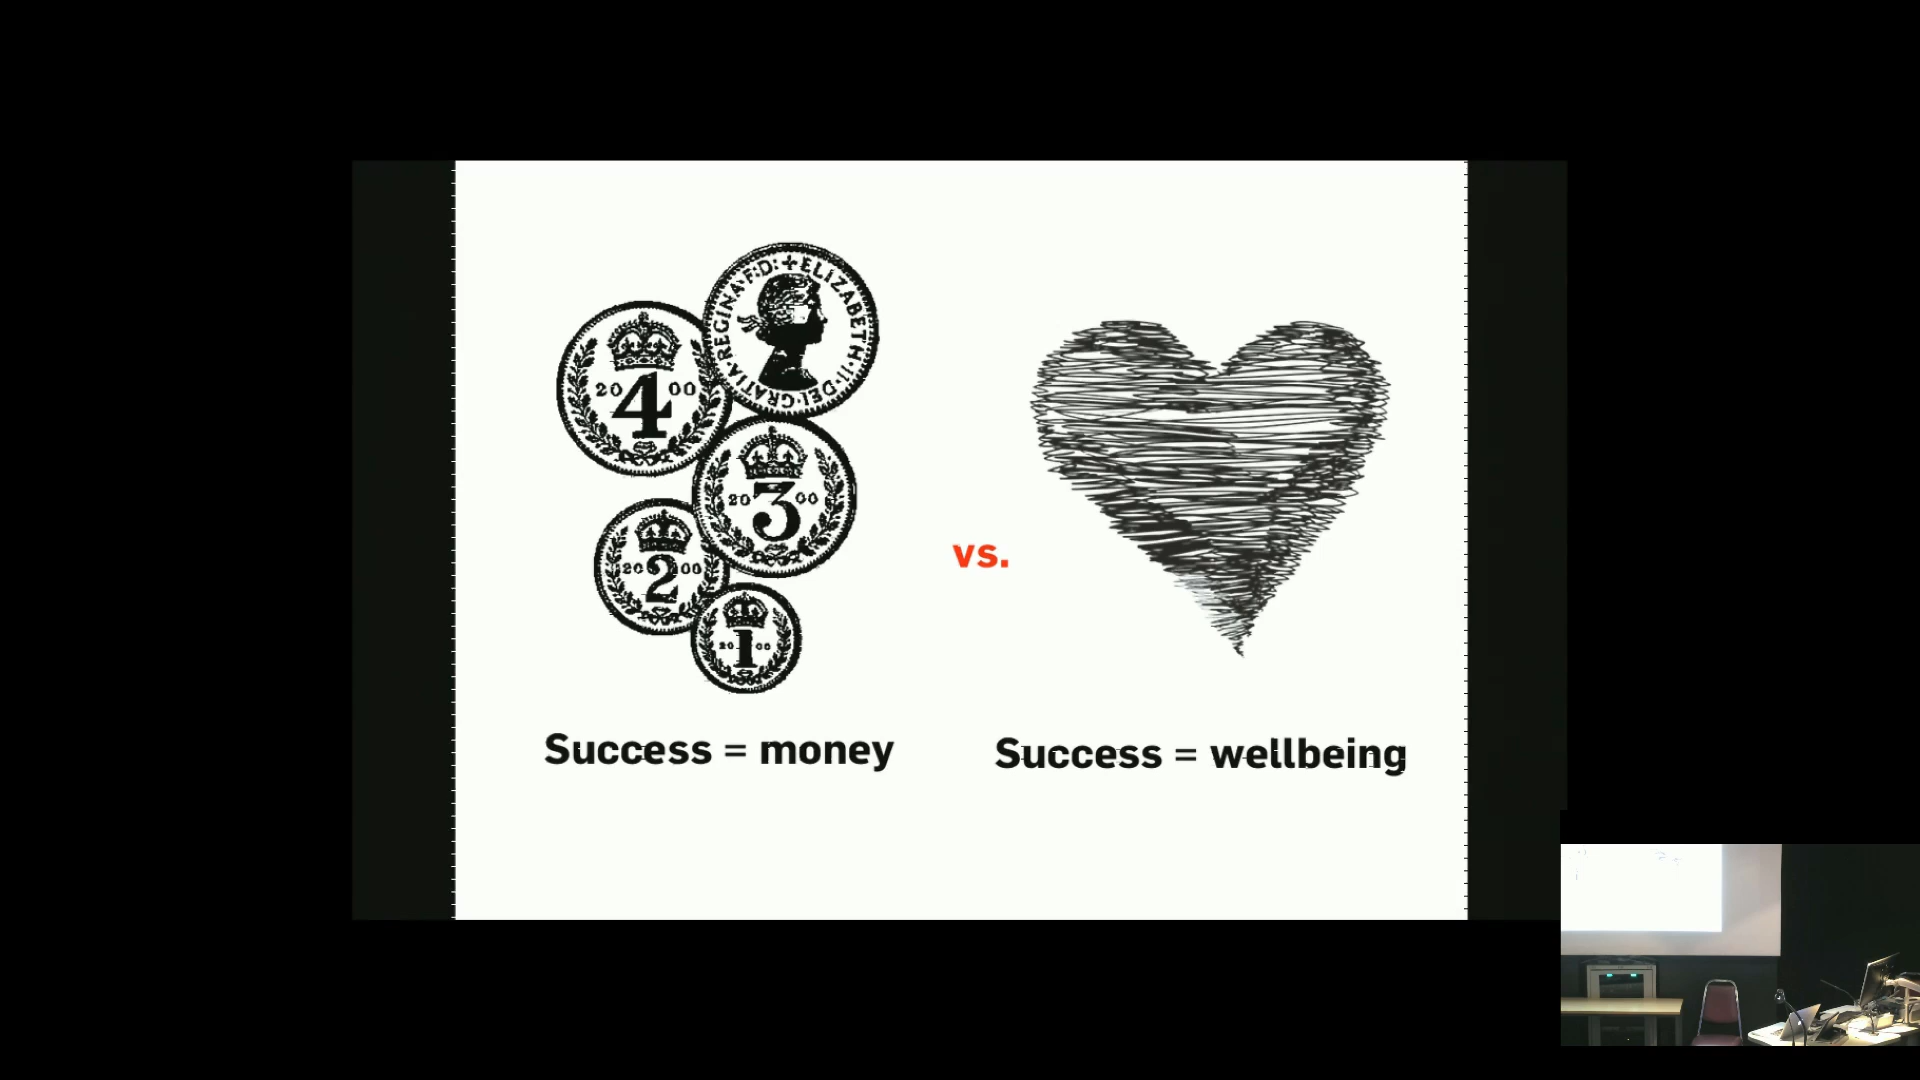 ELIZABETH·II·DEI·GRATIA·REGINA·F:D:+
20 4 00
20 3 00
20 2 00
20 1 00
vs.
Success = money
Success = wellbeing